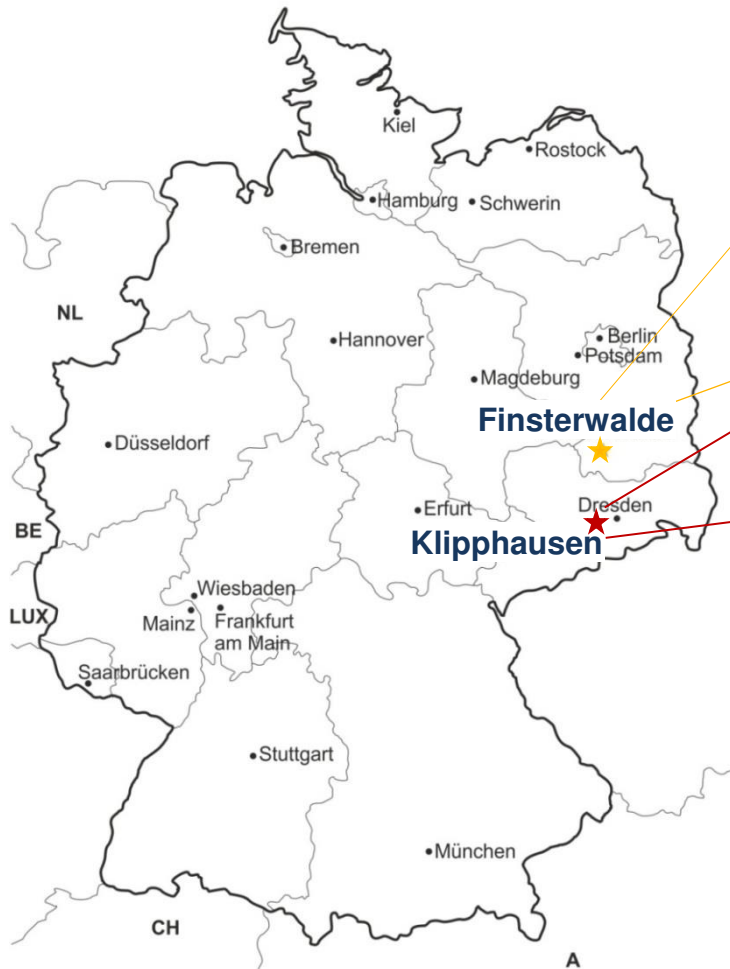 Kiel
Rostock
Hamburg
Schwerin
Bremen
NL
Hannover
Berlin
Potsdam
Magdeburg
Finsterwalde
Düsseldorf
Erfurt
Dresden
BE
Klipphausen
Wiesbaden
LUX
Mainz
Frankfurt
am Main
Saarbrücken
Stuttgart
München
CH
A